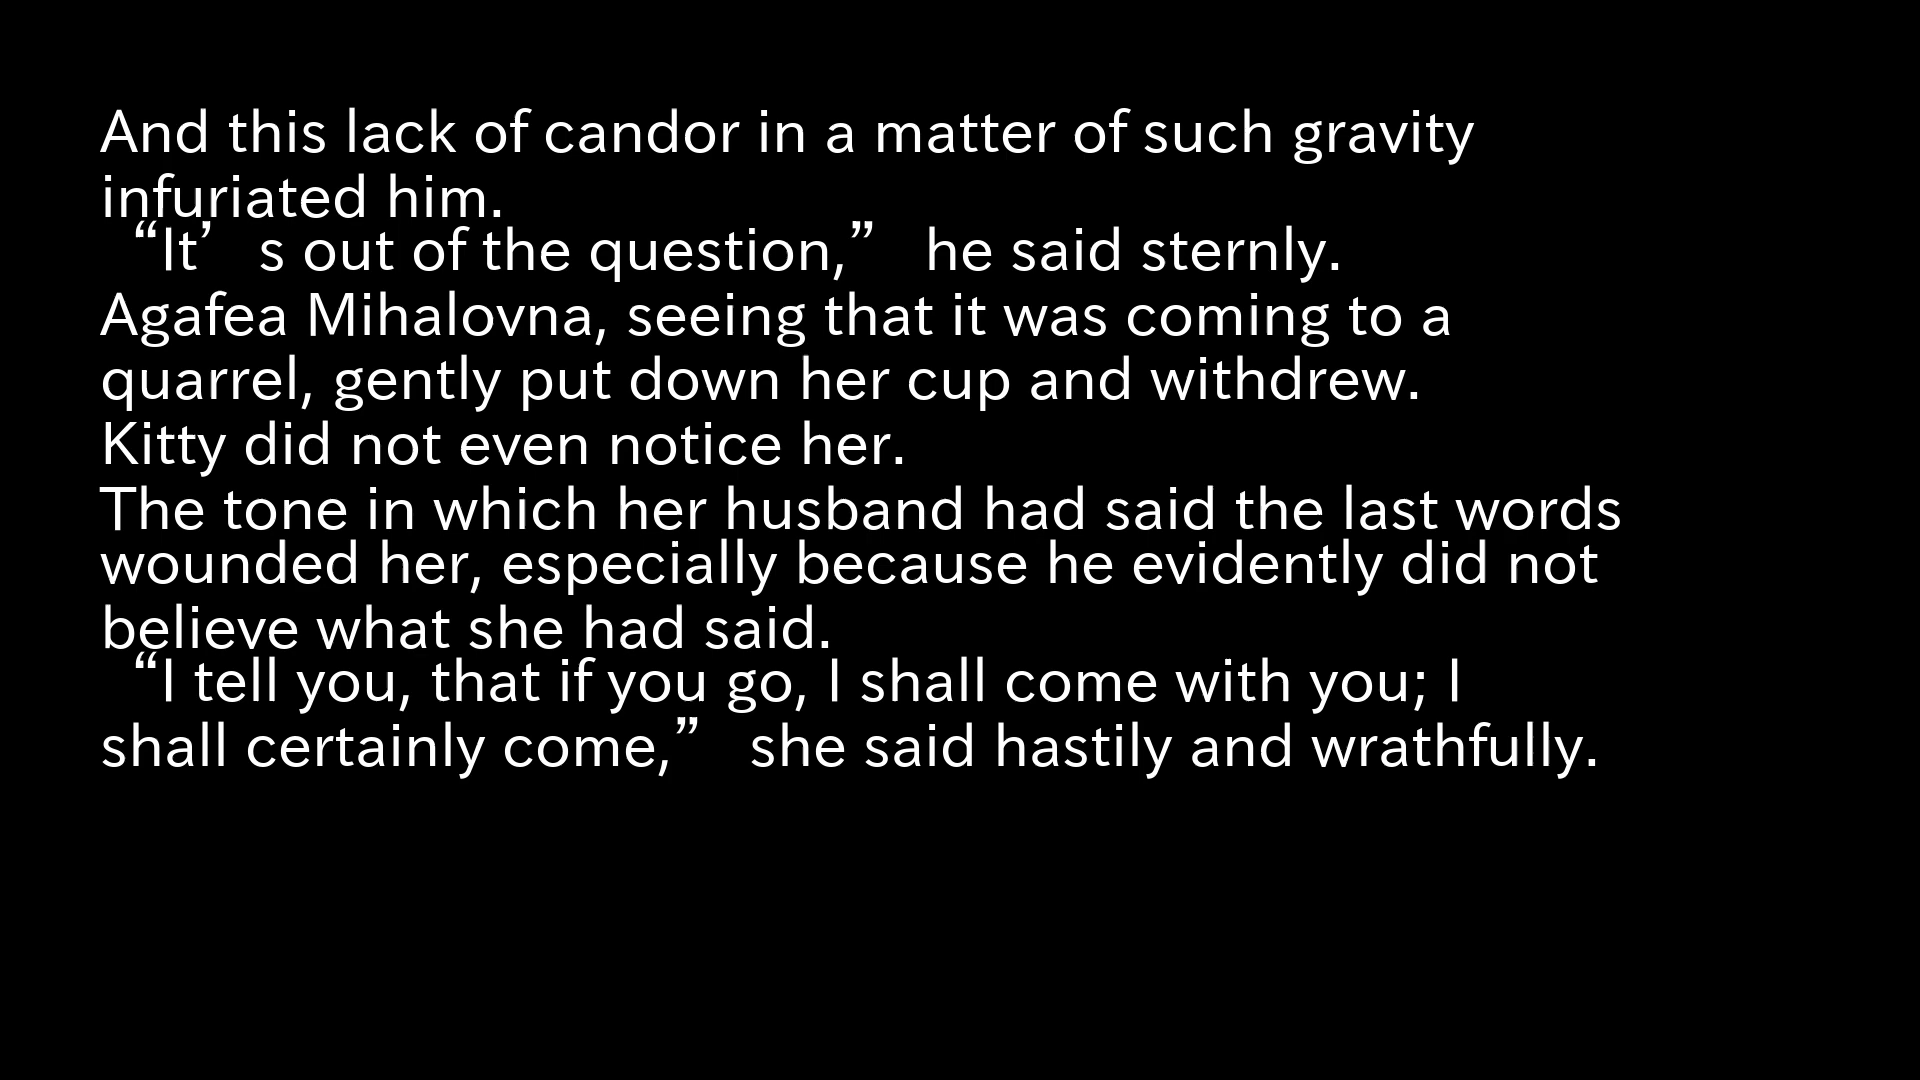 And this lack of candor in a matter of such gravity
infuriated him.
“It’s out of the question,” he said sternly.
Agafea Mihalovna, seeing that it was coming to a
quarrel, gently put down her cup and withdrew.
Kitty did not even notice her.
The tone in which her husband had said the last words
wounded her, especially because he evidently did not
believe what she had said.
“I tell you, that if you go, I shall come with you; I
shall certainly come,” she said hastily and wrathfully.